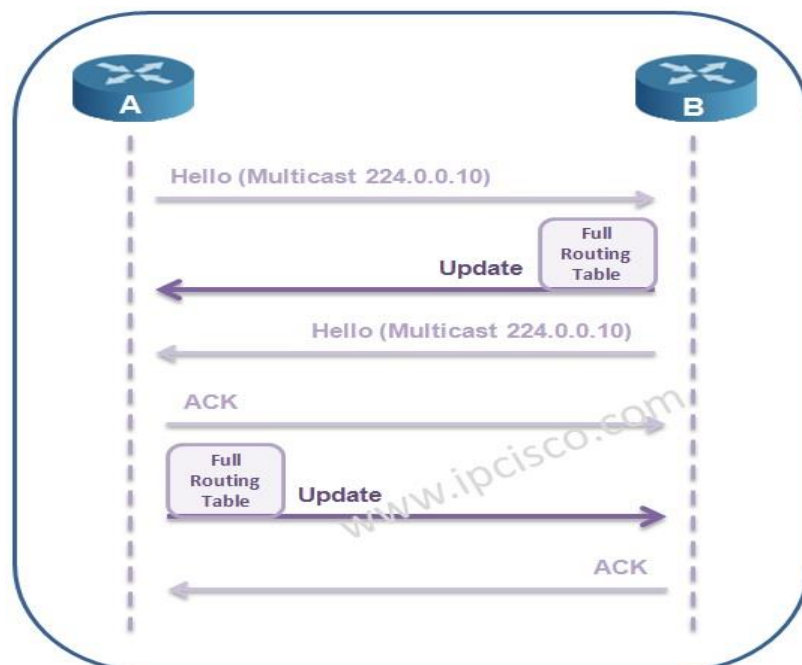 A
B
Hello (Multicast 224.0.0.10)
Full
Routing
Table
Update
Hello (Multicast 224.0.0.10)
ACK
Full
Routing
Table
Update
www.ipcisco.com
ACK